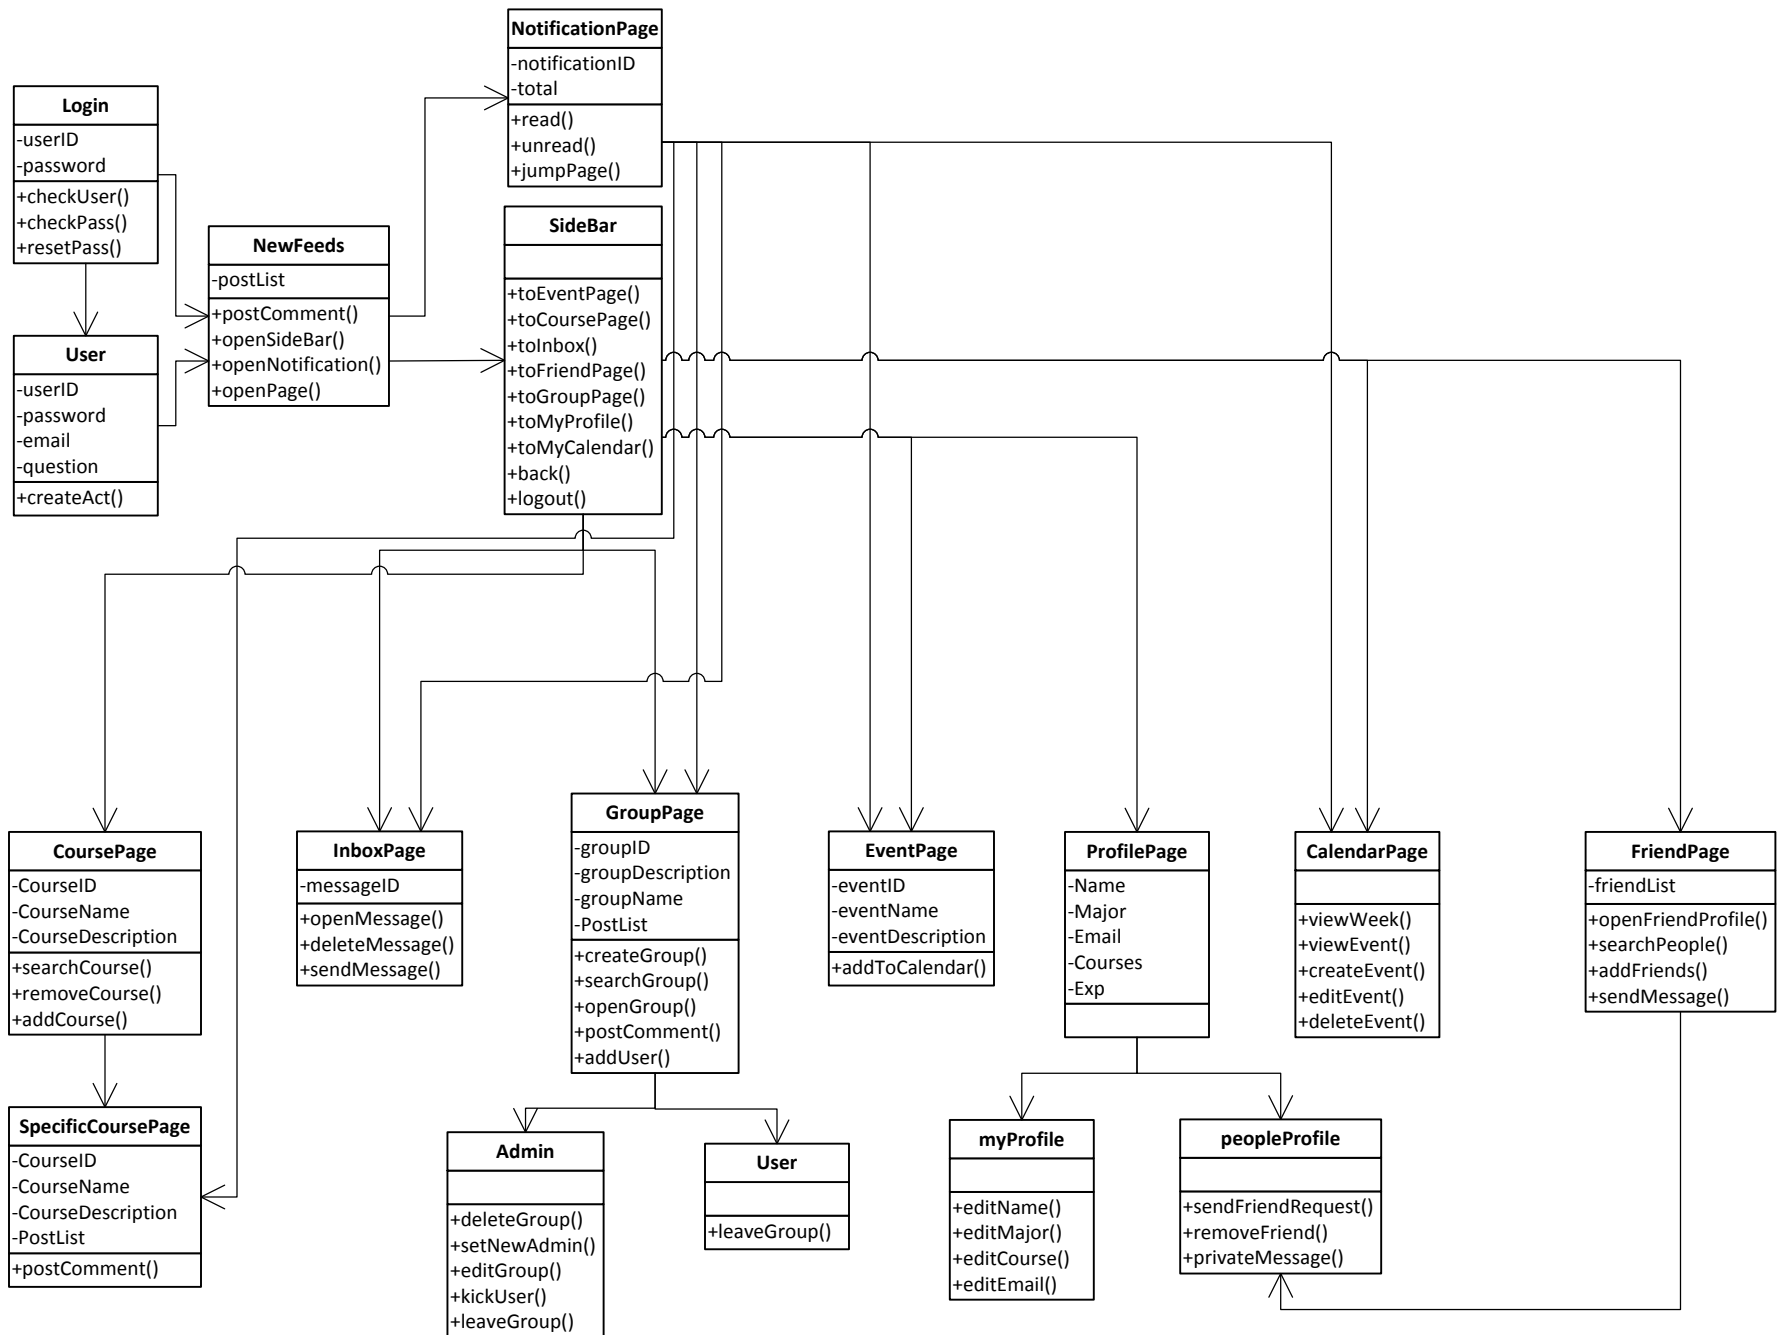 NotificationPage
-notificationID
-total
+read()
+unread()
+jumpPage()
Login
-userID
-password
+checkUser()
+checkPass()
+resetPass()
NewFeeds
-postList
+postComment()
+openSideBar()
+openNotification()
+openPage()
SideBar
+toEventPage()
+toCoursePage()
+toInbox()
+toFriendPage()
+toGroupPage()
+toMyProfile()
+toMyCalendar()
+back()
+logout()
User
-userID
-password
-email
-question
+createAct()
CoursePage
-CourseID
-CourseName
-CourseDescription
+searchCourse()
+removeCourse()
+addCourse()
InboxPage
-messageID
+openMessage()
+deleteMessage()
+sendMessage()
GroupPage
-groupID
-groupDescription
-groupName
-PostList
+createGroup()
+searchGroup()
+openGroup()
+postComment()
+addUser()
EventPage
-eventID
-eventName
-eventDescription
+addToCalendar()
ProfilePage
-Name
-Major
-Email
-Courses
-Exp
CalendarPage
+viewWeek()
+viewEvent()
+createEvent()
+editEvent()
+deleteEvent()
FriendPage
-friendList
+openFriendProfile()
+searchPeople()
+addFriends()
+sendMessage()
SpecificCoursePage
-CourseID
-CourseName
-CourseDescription
-PostList
+postComment()
Admin
+deleteGroup()
+setNewAdmin()
+editGroup()
+kickUser()
+leaveGroup()
User
+leaveGroup()
myProfile
+editName()
+editMajor()
+editCourse()
+editEmail()
peopleProfile
+sendFriendRequest()
+removeFriend()
+privateMessage()